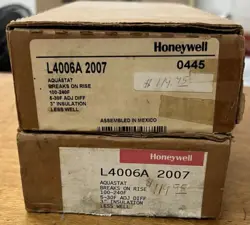 Honeywell
L4006A 2007
0445
AQUASTAT
BREAKS ON RISE
100-240F
5-30F ADJ DIFF
3" INSULATION
LESS WELL
ASSEMBLED IN MEXICO
Honeywell
L4006A 2007
AQUASTAT
BREAKS ON RISE
100-240F
5-30F ADJ DIFF
3" INSULATION
LESS WELL